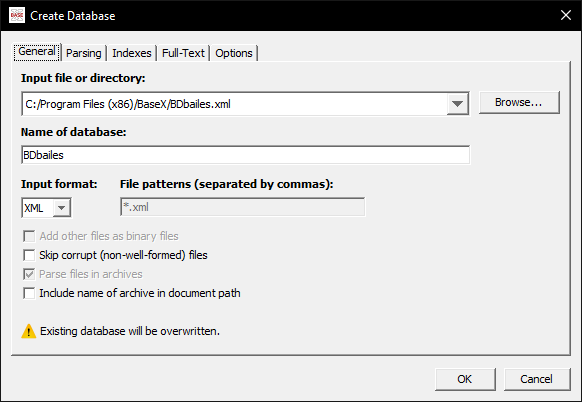 BASE
Create Database
General Parsing Indexes Full-Text Options
Input file or directory:
C:/Program Files (x86)/BaseX/BDbailes.xml Browse...
Name of database:
BDbailes
Input format: File patterns (separated by commas):
XML *.xml
Add other files as binary files
Skip corrupt (non-well-formed) files
Parse files in archives
Include name of archive in document path
Existing database will be overwritten.
OK Cancel